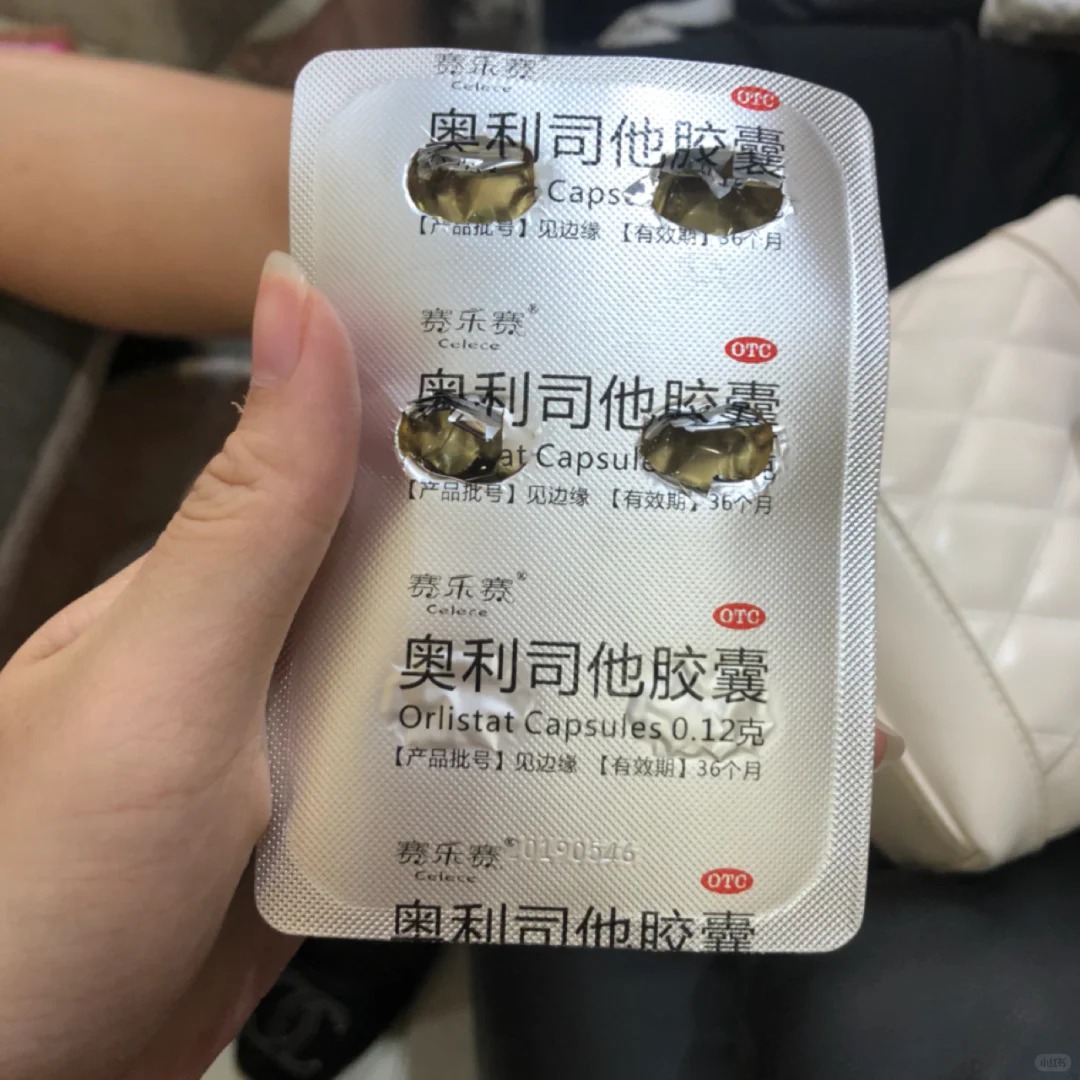 赛乐赛
Celece
OTC
奥利司他胶囊
Caps
【产品批号】见边缘 【有效期】36个月
赛乐赛®
Celece
OTC
奥利司他胶囊
at Capsule
【产品批号】见边缘 【有效期】36个月
赛乐赛®
Celece
OTC
奥利司他胶囊
Orlistat Capsules 0.12克
【产品批号】见边缘 【有效期】36个月
赛乐赛® 20190546
Celece
OTC
奥利司他胶囊